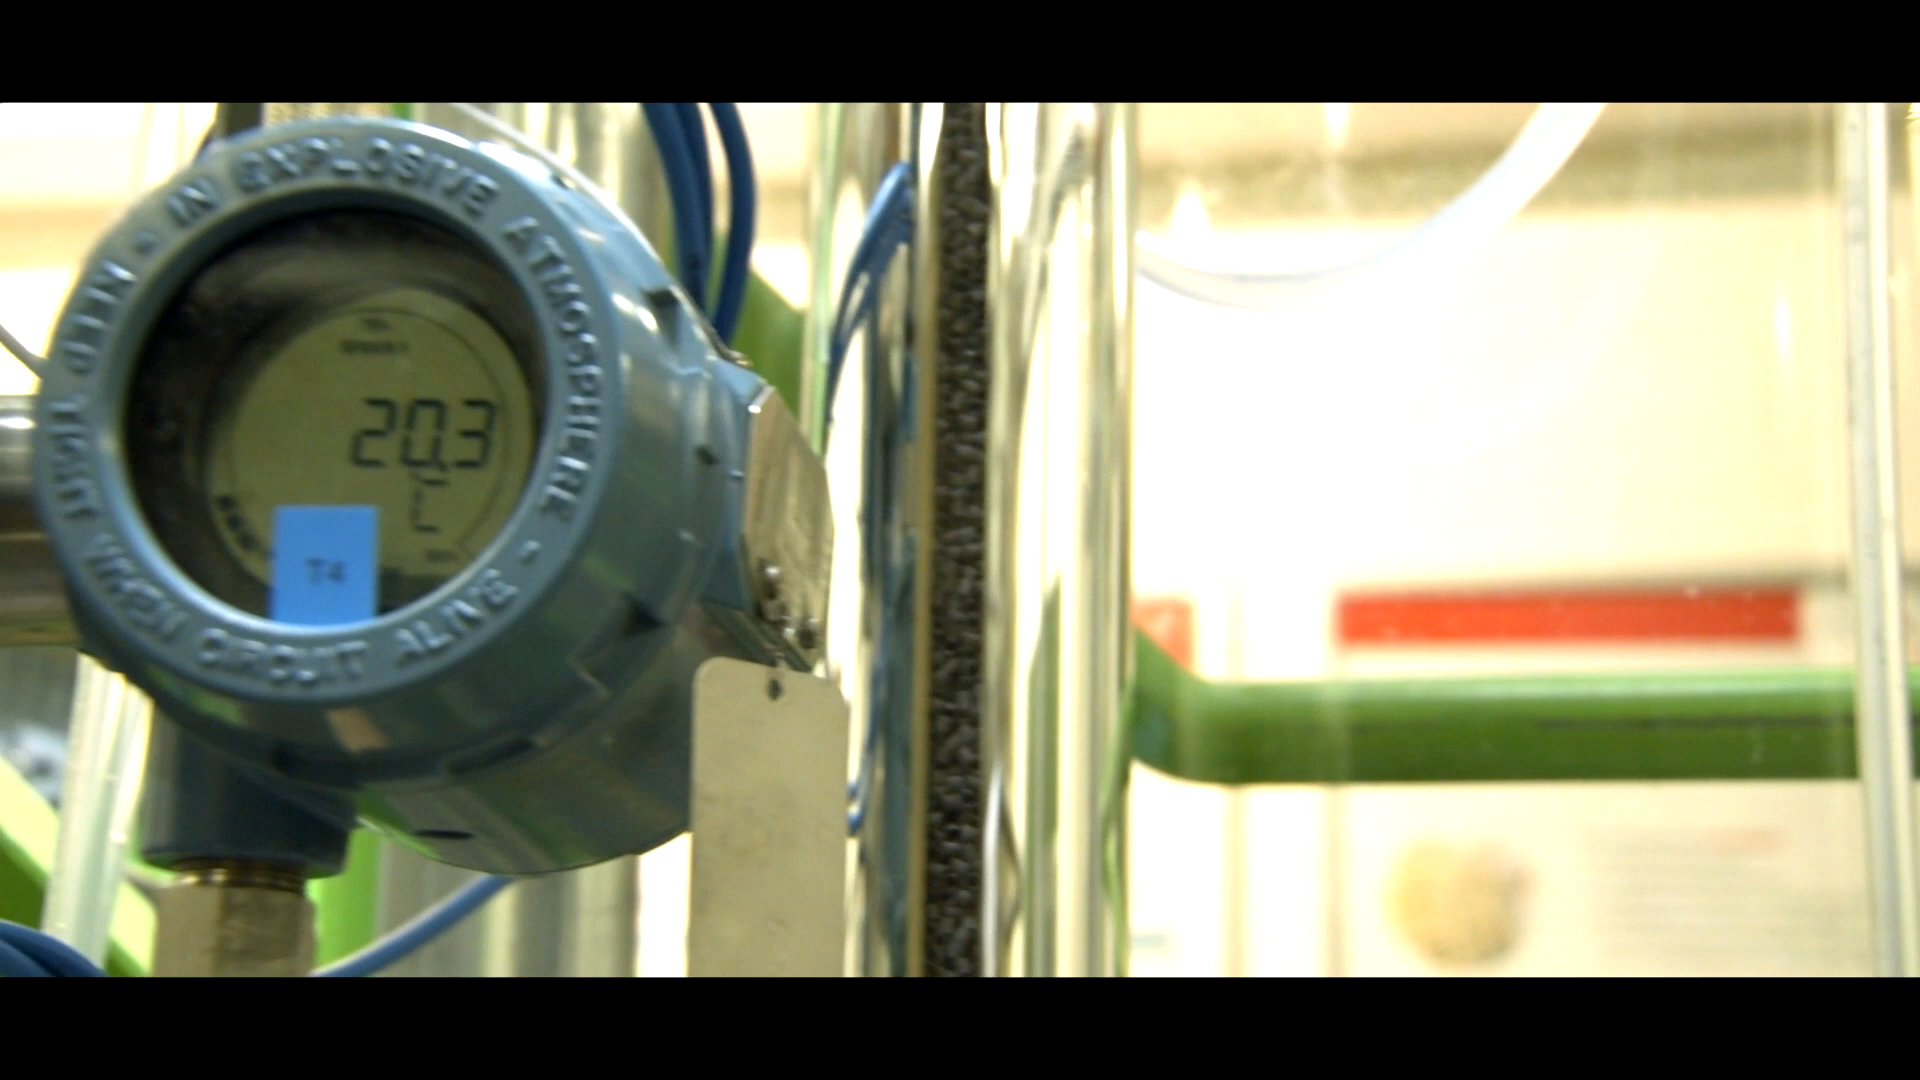 - IN EXPLOSIVE ATMOSPHERE -
KEEP TIGHT WHEN CIRCUIT ALIVE
20.3
T4